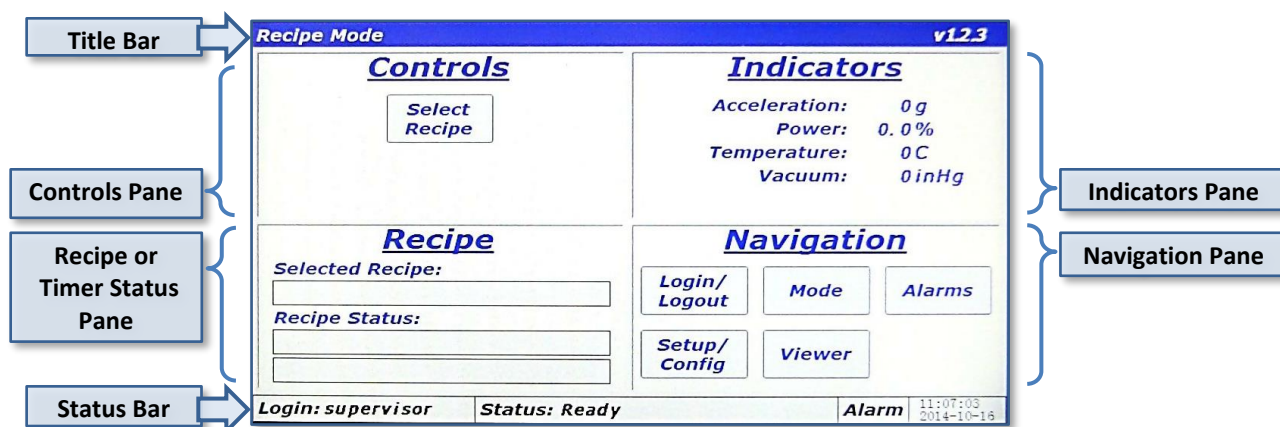 Title Bar
Recipe Mode v1.2.3
Controls
Select
Recipe
Indicators
Acceleration: 0 g
Power: 0.0%
Temperature: 0 C
Vacuum: 0 inHg
Controls Pane
Indicators Pane
Recipe or
Timer Status
Pane
Recipe
Selected Recipe:
Recipe Status:
Navigation
Login/
Logout
Mode
Alarms
Setup/
Config
Viewer
Navigation Pane
Status Bar
Login: supervisor Status: Ready Alarm 11:07:03
2014-10-16